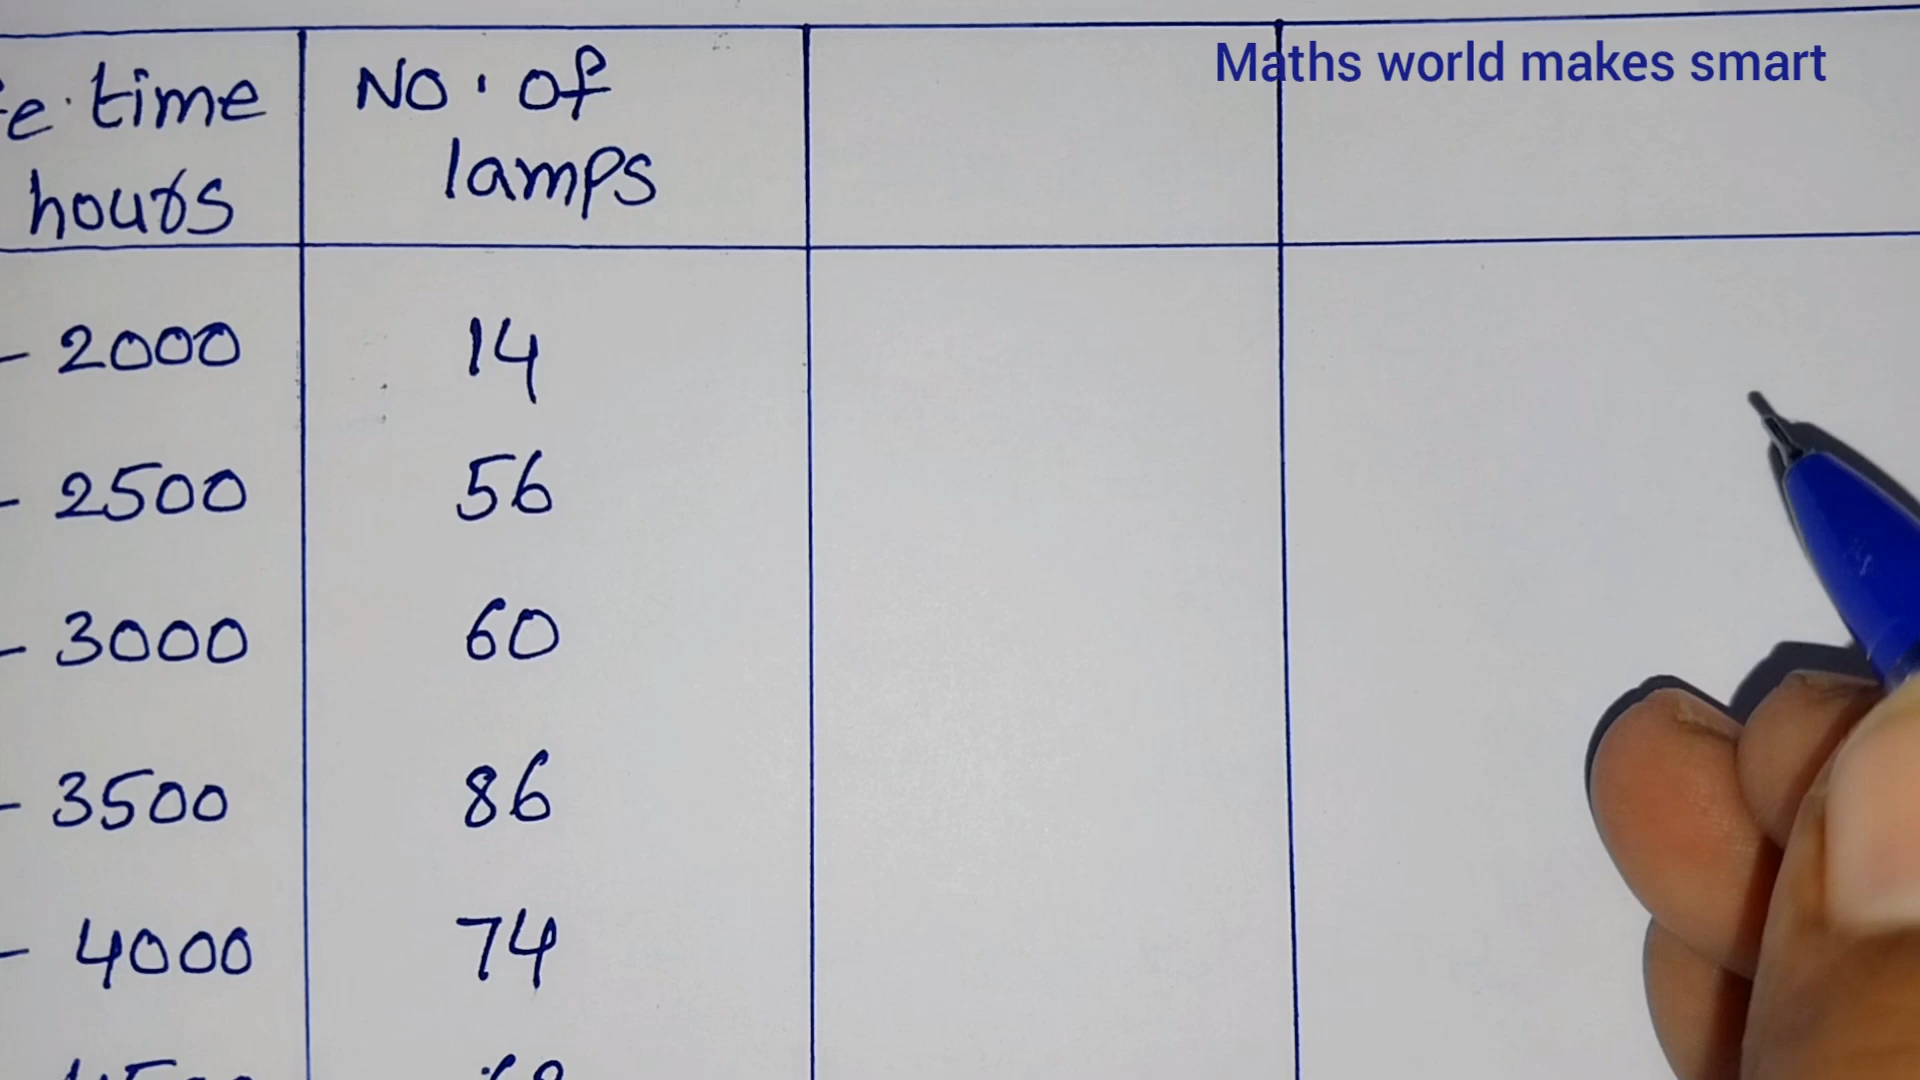 Maths world makes smart
time
hours
No. of
lamps
- 2000 14
- 2500 56
- 3000 60
- 3500 86
- 4000 74